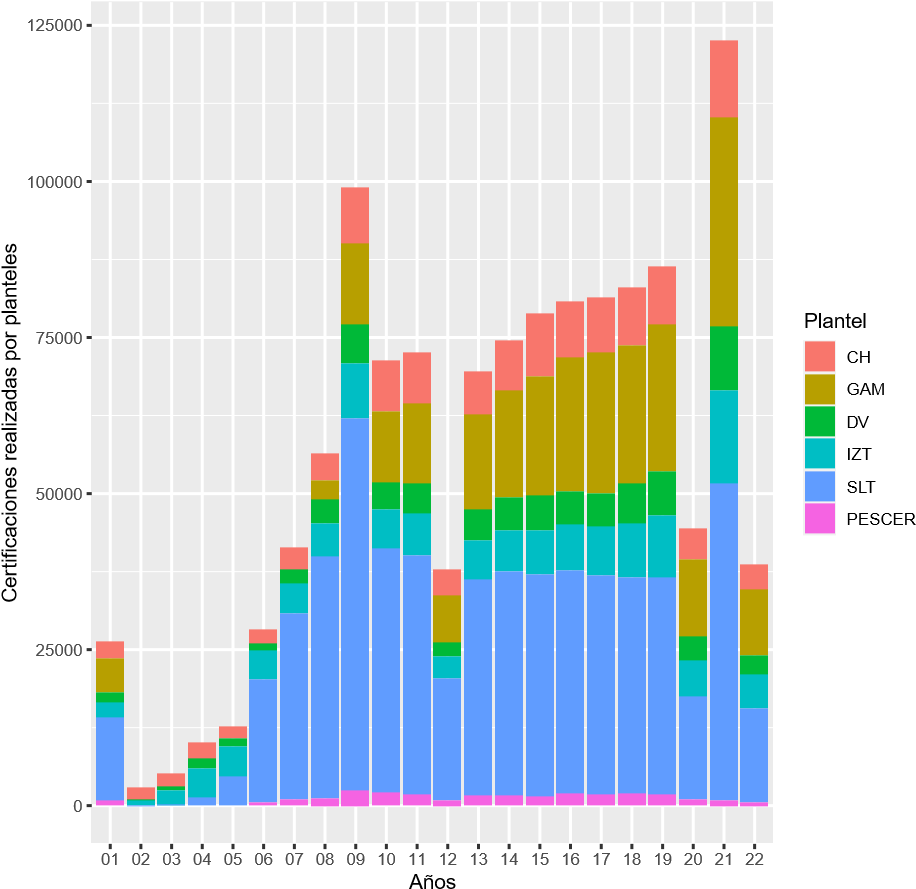 125000
100000
75000
50000
25000
0
Certificaciones realizadas por planteles
01 02 03 04 05 06 07 08 09 10 11 12 13 14 15 16 17 18 19 20 21 22
Años
Plantel
CH
GAM
DV
IZT
SLT
PESCER